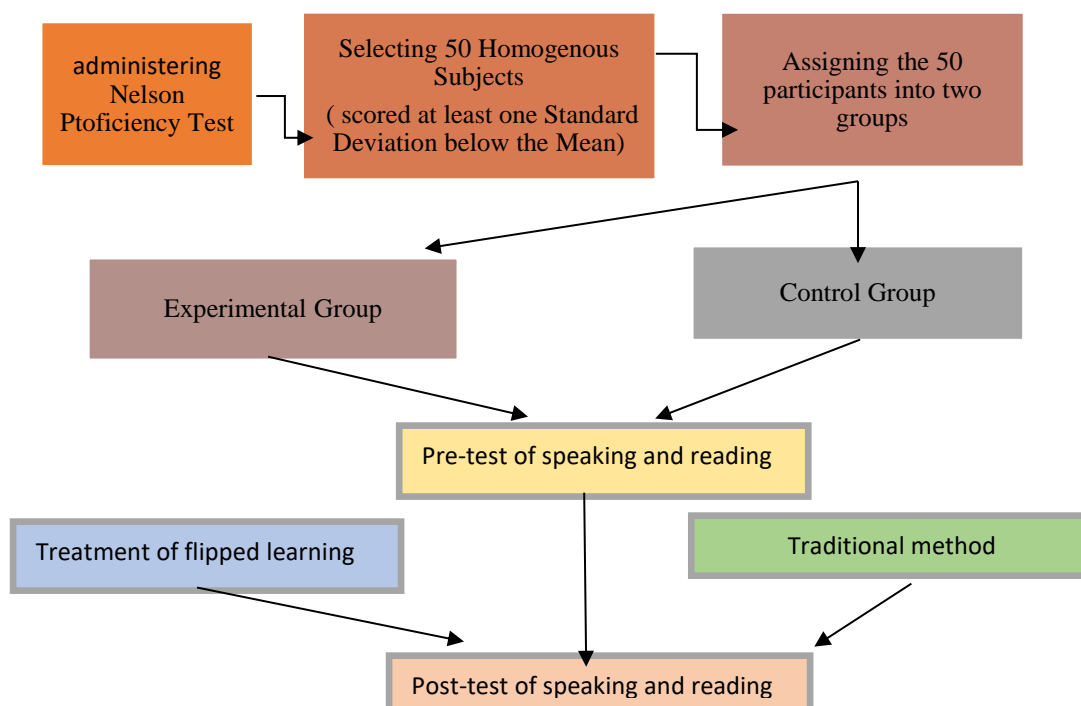 administering
Nelson
Ptoficiency Test
Selecting 50 Homogenous
Subjects
( scored at least one Standard
Deviation below the Mean)
Assigning the 50
participants into two
groups
Experimental Group
Control Group
Pre-test of speaking and reading
Treatment of flipped learning
Traditional method
Post-test of speaking and reading